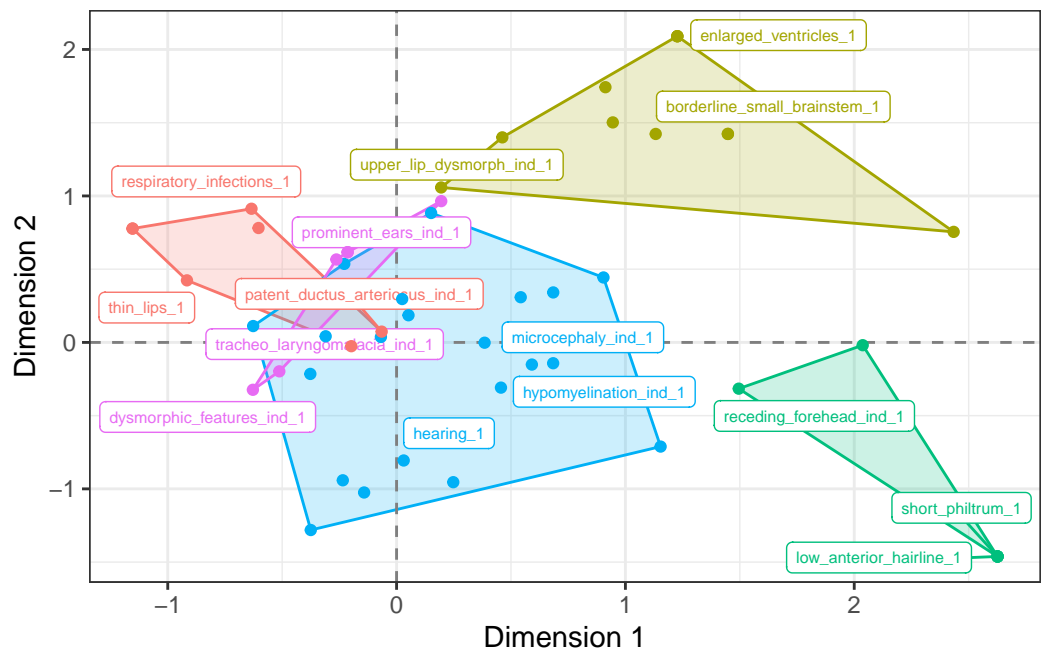 enlarged_ventricles_1
2
borderline_small_brainstem_1
upper_lip_dysmorph_ind_1
respiratory_infections_1
1
prominent_ears_ind_1
patent_ductus_arteriosus_ind_1
thin_lips_1
microcephaly_ind_1
0
tracheo_laryngomalacia_ind_1
hypomyelination_ind_1
dysmorphic_features_ind_1
receding_forehead_ind_1
hearing_1
−1
short_philtrum_1
low_anterior_hairline_1
−1 0 1 2
Dimension 1
Dimension 2